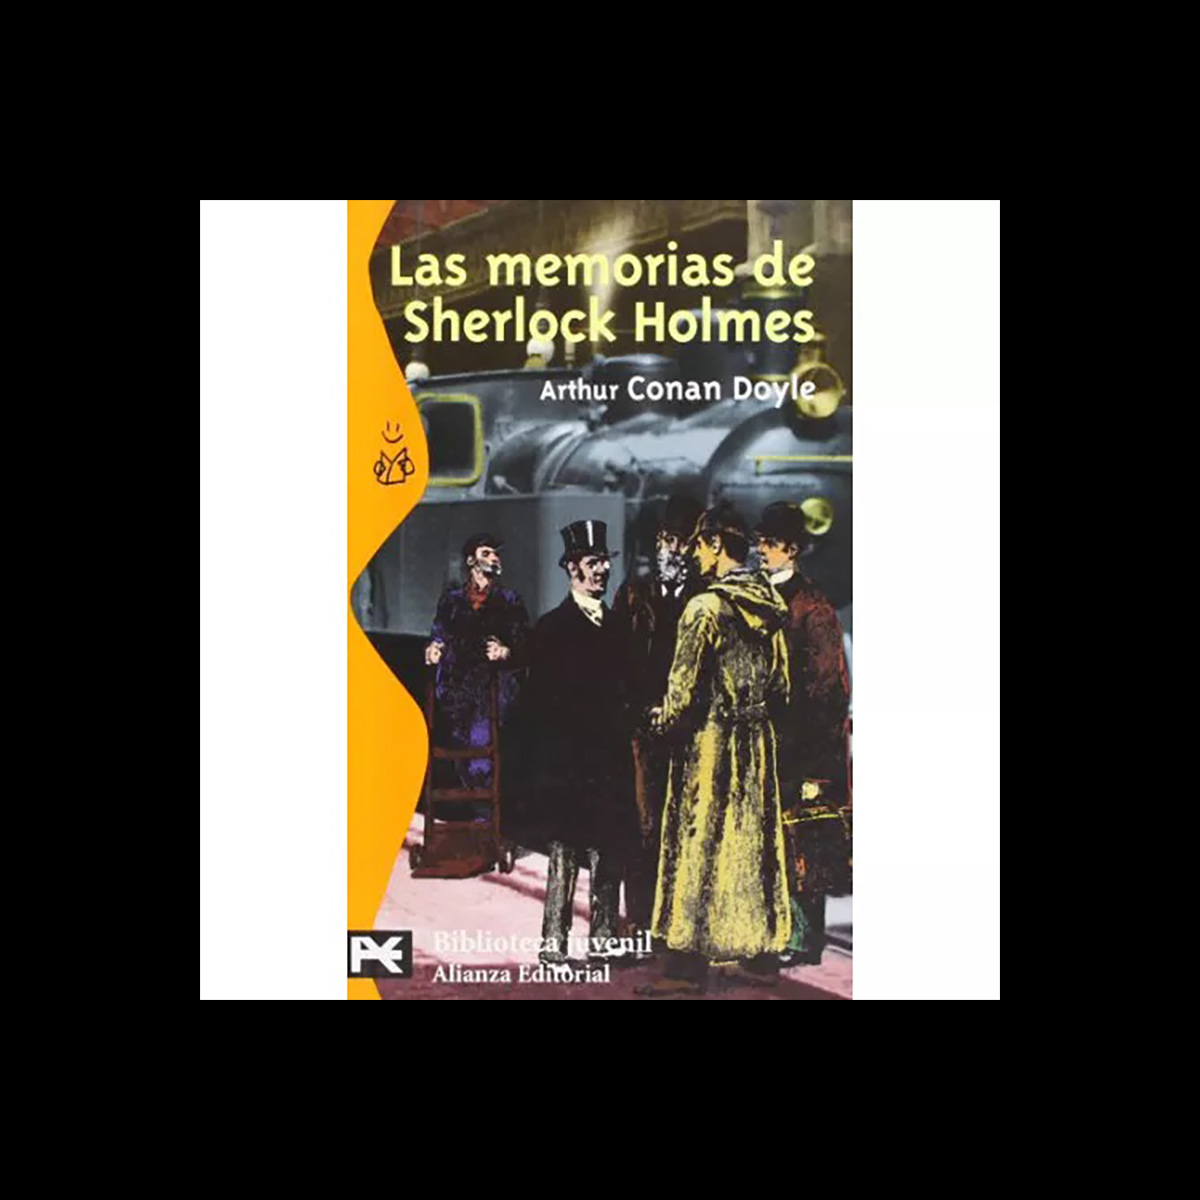 Las memorias de
Sherlock Holmes
Arthur Conan Doyle
Biblioteca juvenil
Alianza Editorial